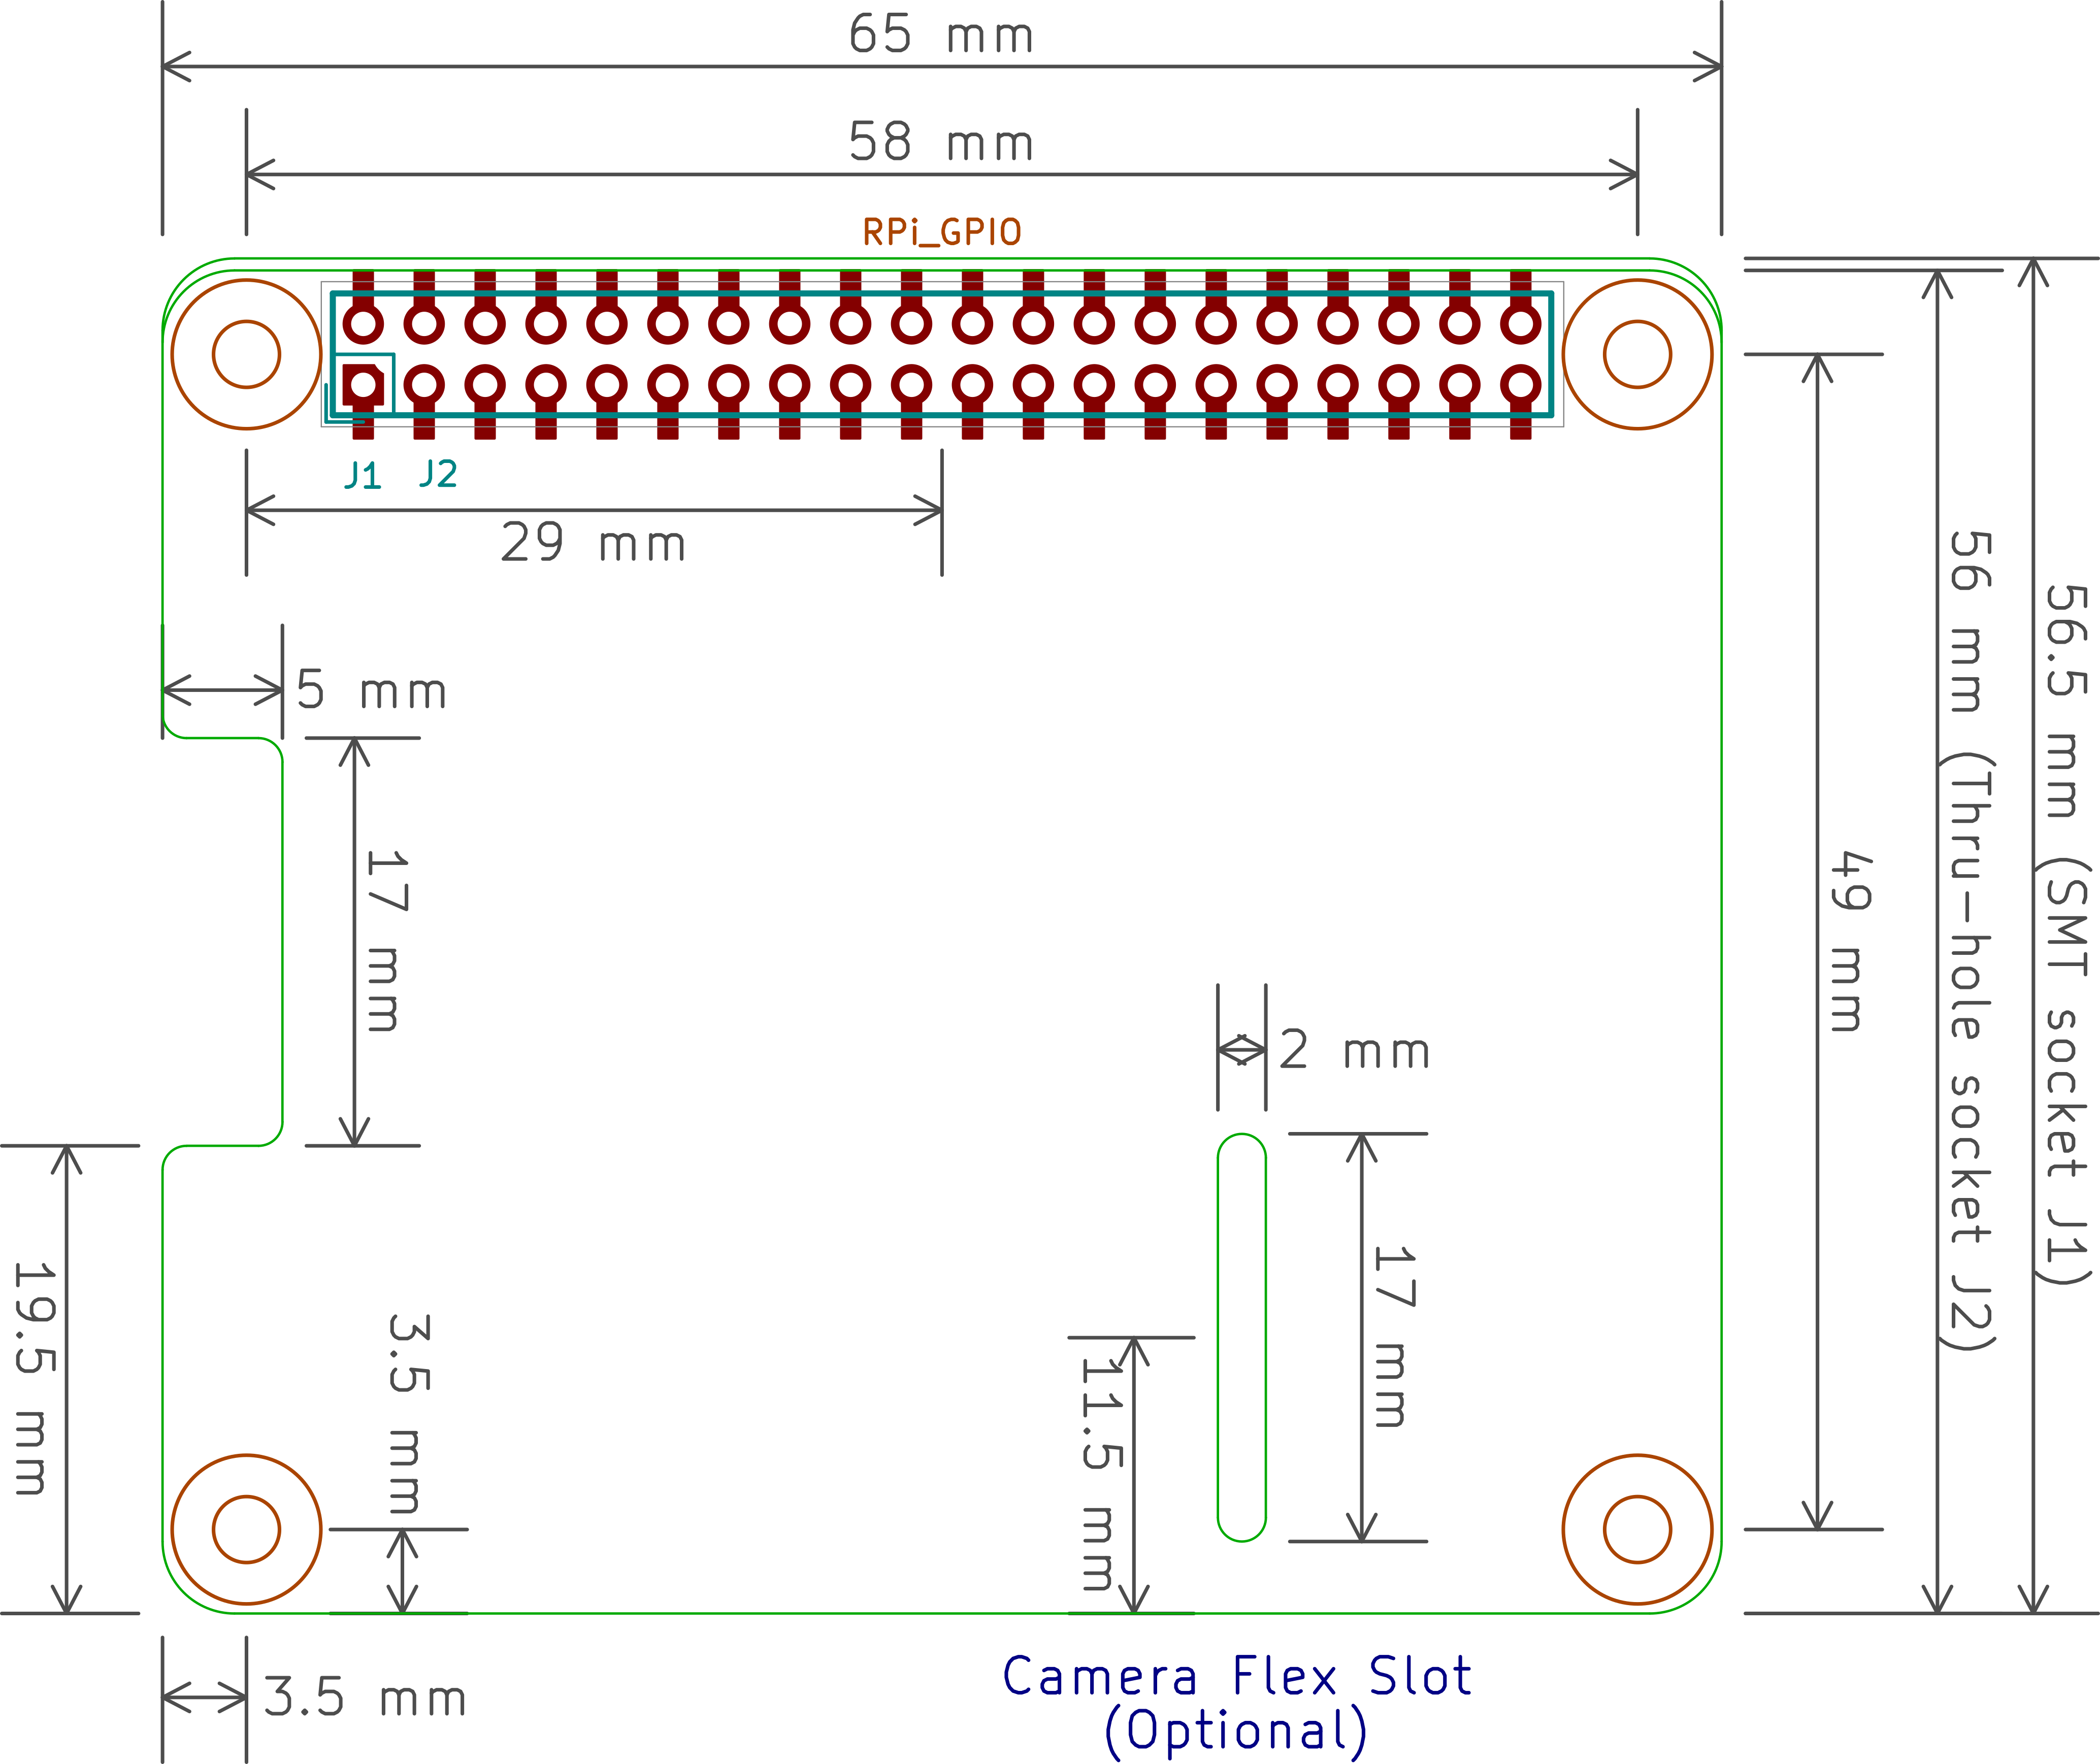 65 mm
58 mm
RPi_GPIO
J1
J2
29 mm
5 mm
17 mm
56 mm (Thru-hole socket J2)
56.5 mm (SMT socket J1)
49 mm
2 mm
17 mm
11.5 mm
19.5 mm
3.5 mm
3.5 mm
Camera Flex Slot
(Optional)